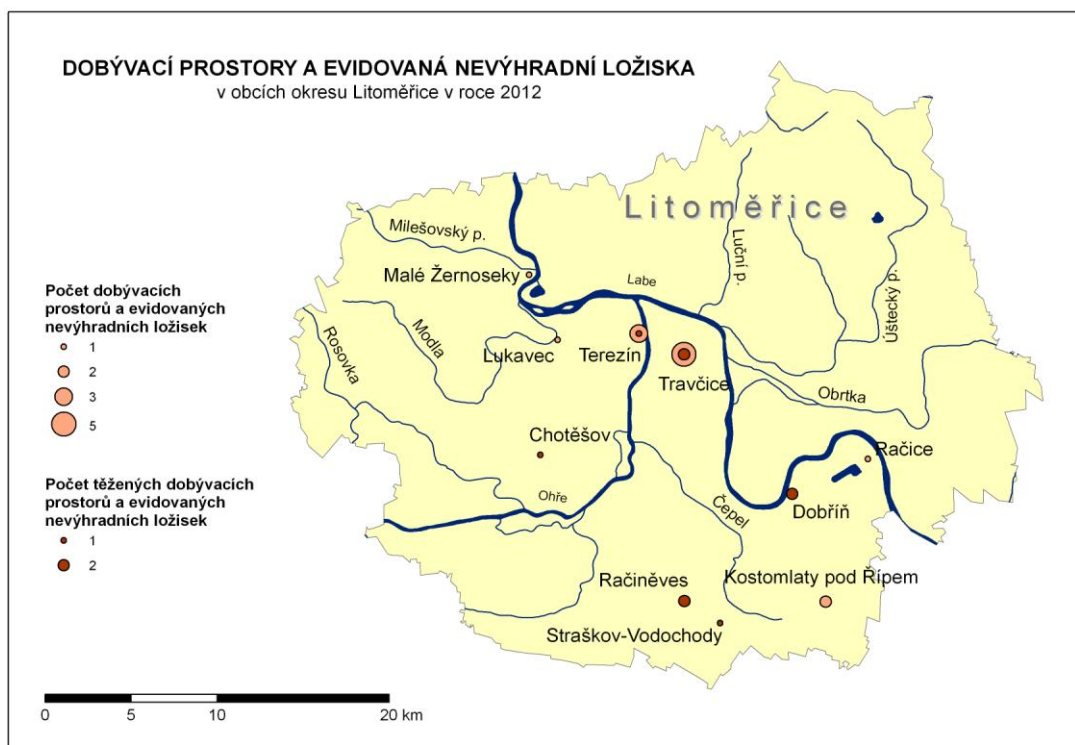 DOBÝVACÍ PROSTORY A EVIDOVANÁ NEVÝHRADNÍ LOŽISKA
v obcích okresu Litoměřice v roce 2012
Litoměřice
Milešovský p.
Luční p.
Malé Žernoseky
Labe
Úštecký p.
Počet dobývacích
prostorů a evidovaných
nevýhradních ložisek
1
2
3
5
Rosovka
Modla
Lukavec
Terezín
Travčice
Obrtka
Chotěšov
Račice
Počet těžených dobývacích
prostorů a evidovaných
nevýhradních ložisek
1
2
Ohře
Čepel
Dobříň
Račiněves
Kostomlaty pod Řípem
Straškov-Vodochody
0
5
10
20 km